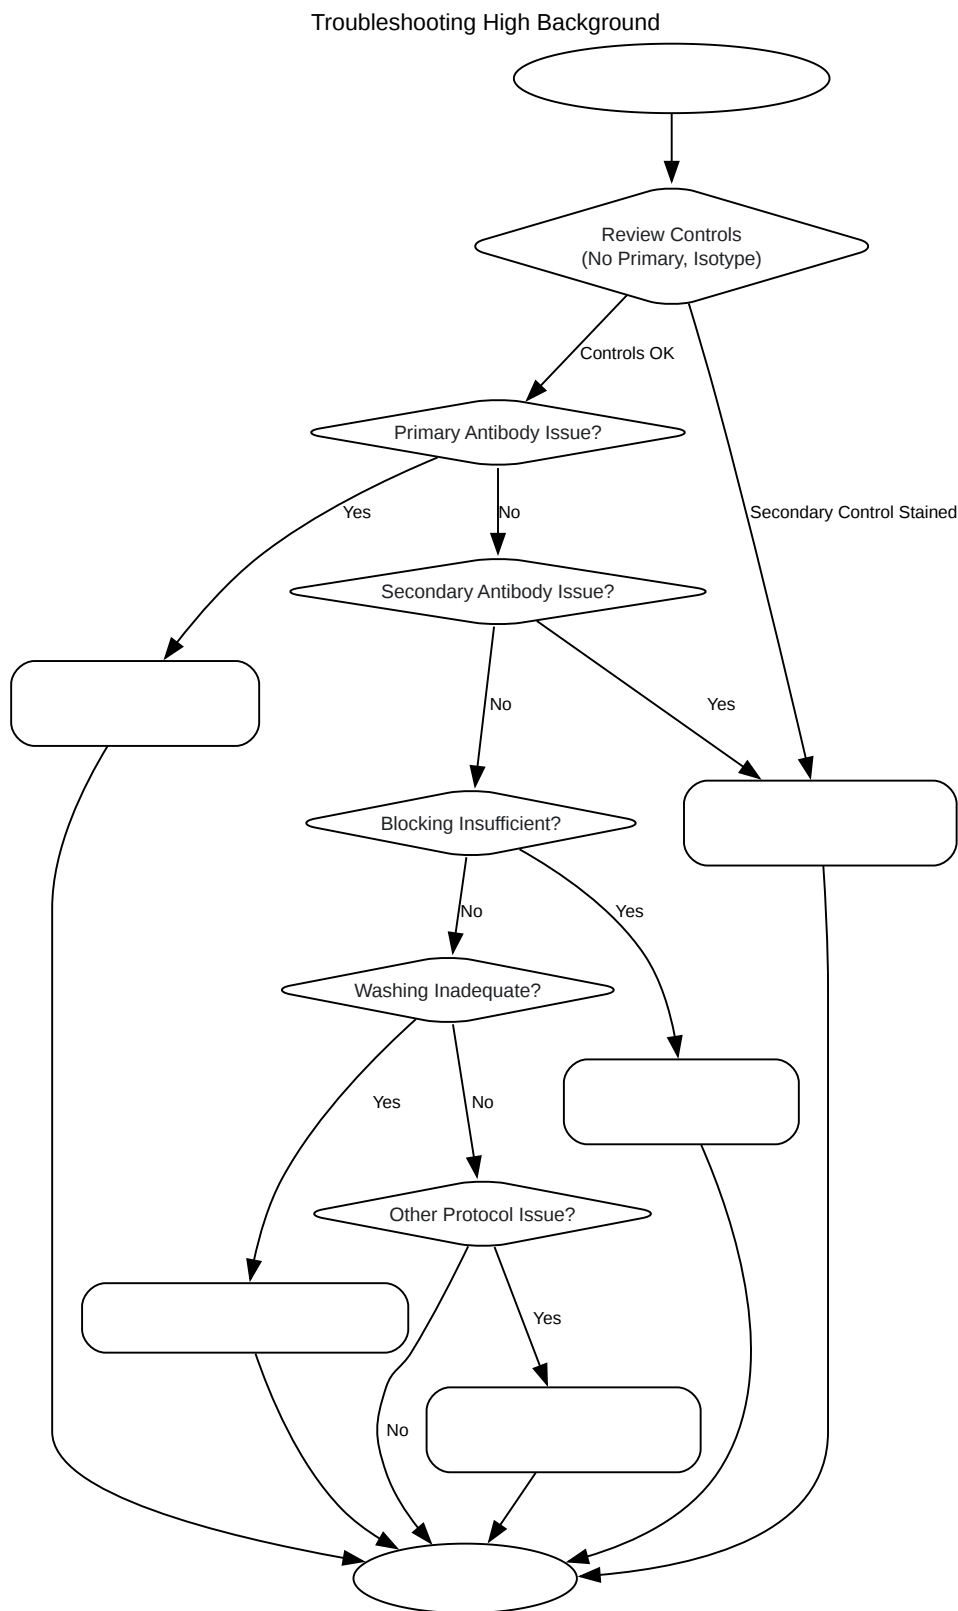 Troubleshooting High Background
Review Controls
(No Primary, Isotype)
Controls OK
Primary Antibody Issue?
Yes
No
Secondary Control Stained
Secondary Antibody Issue?
No
Yes
Blocking Insufficient?
No
Yes
Washing Inadequate?
Yes
No
Other Protocol Issue?
Yes
No